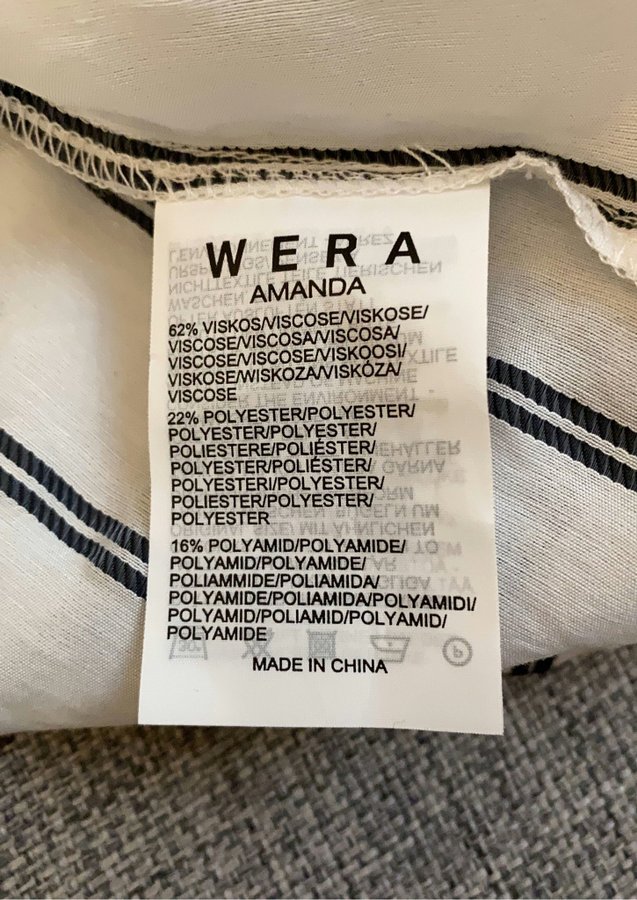 WERA
AMANDA
62% VISKOS/VISCOSE/VISKOSE/
VISCOSE/VISCOSA/VISCOSA/
VISCOSE/VISCOSE/VISKOOSI/
VISKOSE/WISKOZA/VISKÓZA/
VISCOSE
22% POLYESTER/POLYESTER/
POLYESTER/POLYESTER/
POLIESTERE/POLIÉSTER/
POLYESTER/POLIÉSTER/
POLYESTERI/POLYESTER/
POLIESTER/POLYESTER/
POLYESTER
16% POLYAMID/POLYAMIDE/
POLYAMID/POLYAMIDE/
POLIAMMIDE/POLIAMIDA/
POLYAMIDE/POLIAMIDA/POLYAMIDI/
POLYAMID/POLIAMID/POLYAMID/
POLYAMIDE
MADE IN CHINA